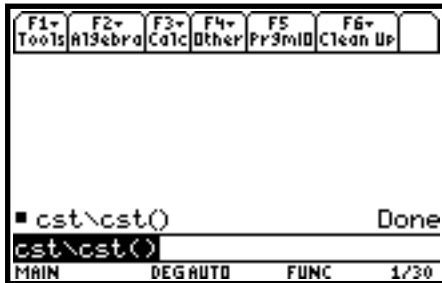 F1▾ F2▾ F3▾ F4▾ F5 F6▾
Tools Algebra Calc Other PrgmIO Clean Up
▪ cst\cst() Done
cst\cst()
MAIN DEG AUTO FUNC 1/30